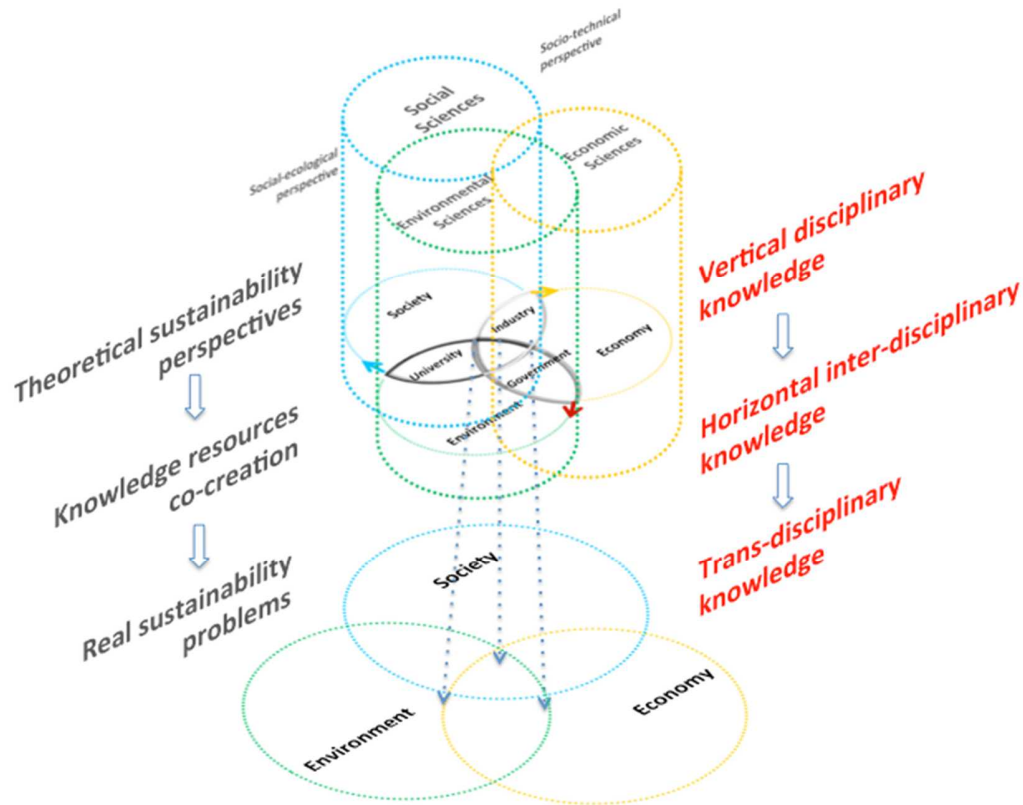 Socio-technical
perspective
Social
Sciences
Economic
Sciences
Social-ecological
perspective
Environmental
Sciences
Vertical disciplinary
knowledge
Theoretical sustainability
perspectives
Society
Industry
Economy
University
Government
Environment
Horizontal inter-disciplinary
knowledge
Knowledge resources
co-creation
Trans-disciplinary
knowledge
Real sustainability
problems
Society
Environment
Economy